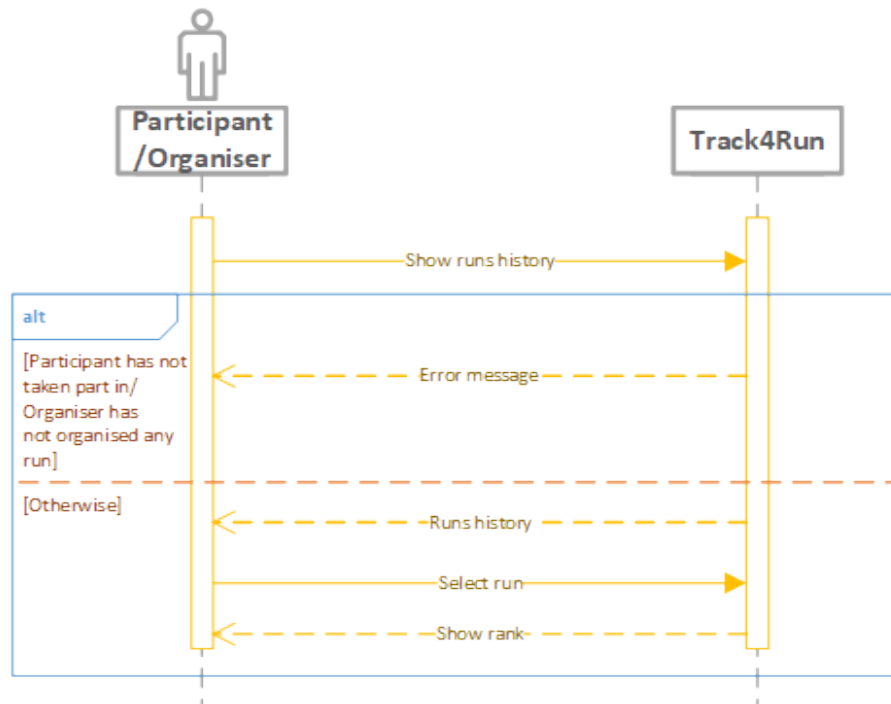 Participant
/Organiser
Track4Run
Show runs history
alt
[Participant has not
taken part in/
Organiser has
not organised any
run]
Error message
[Otherwise]
Runs history
Select run
Show rank